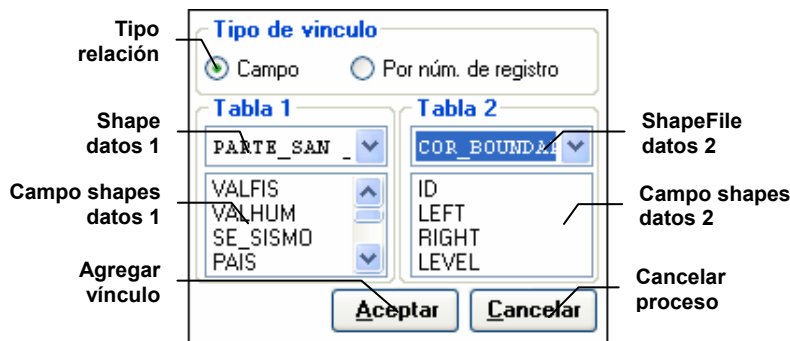 Tipo relación
Tipo de vinculo
Campo
Por núm. de registro
Shape datos 1
Tabla 1
Tabla 2
ShapeFile datos 2
PARTE_SAN _
COR_BOUNDA
Campo shapes datos 1
VALFIS
VALHUM
SE_SISMO
PAIS
ID
LEFT
RIGHT
LEVEL
Campo shapes datos 2
Agregar vínculo
Aceptar
Cancelar
Cancelar proceso